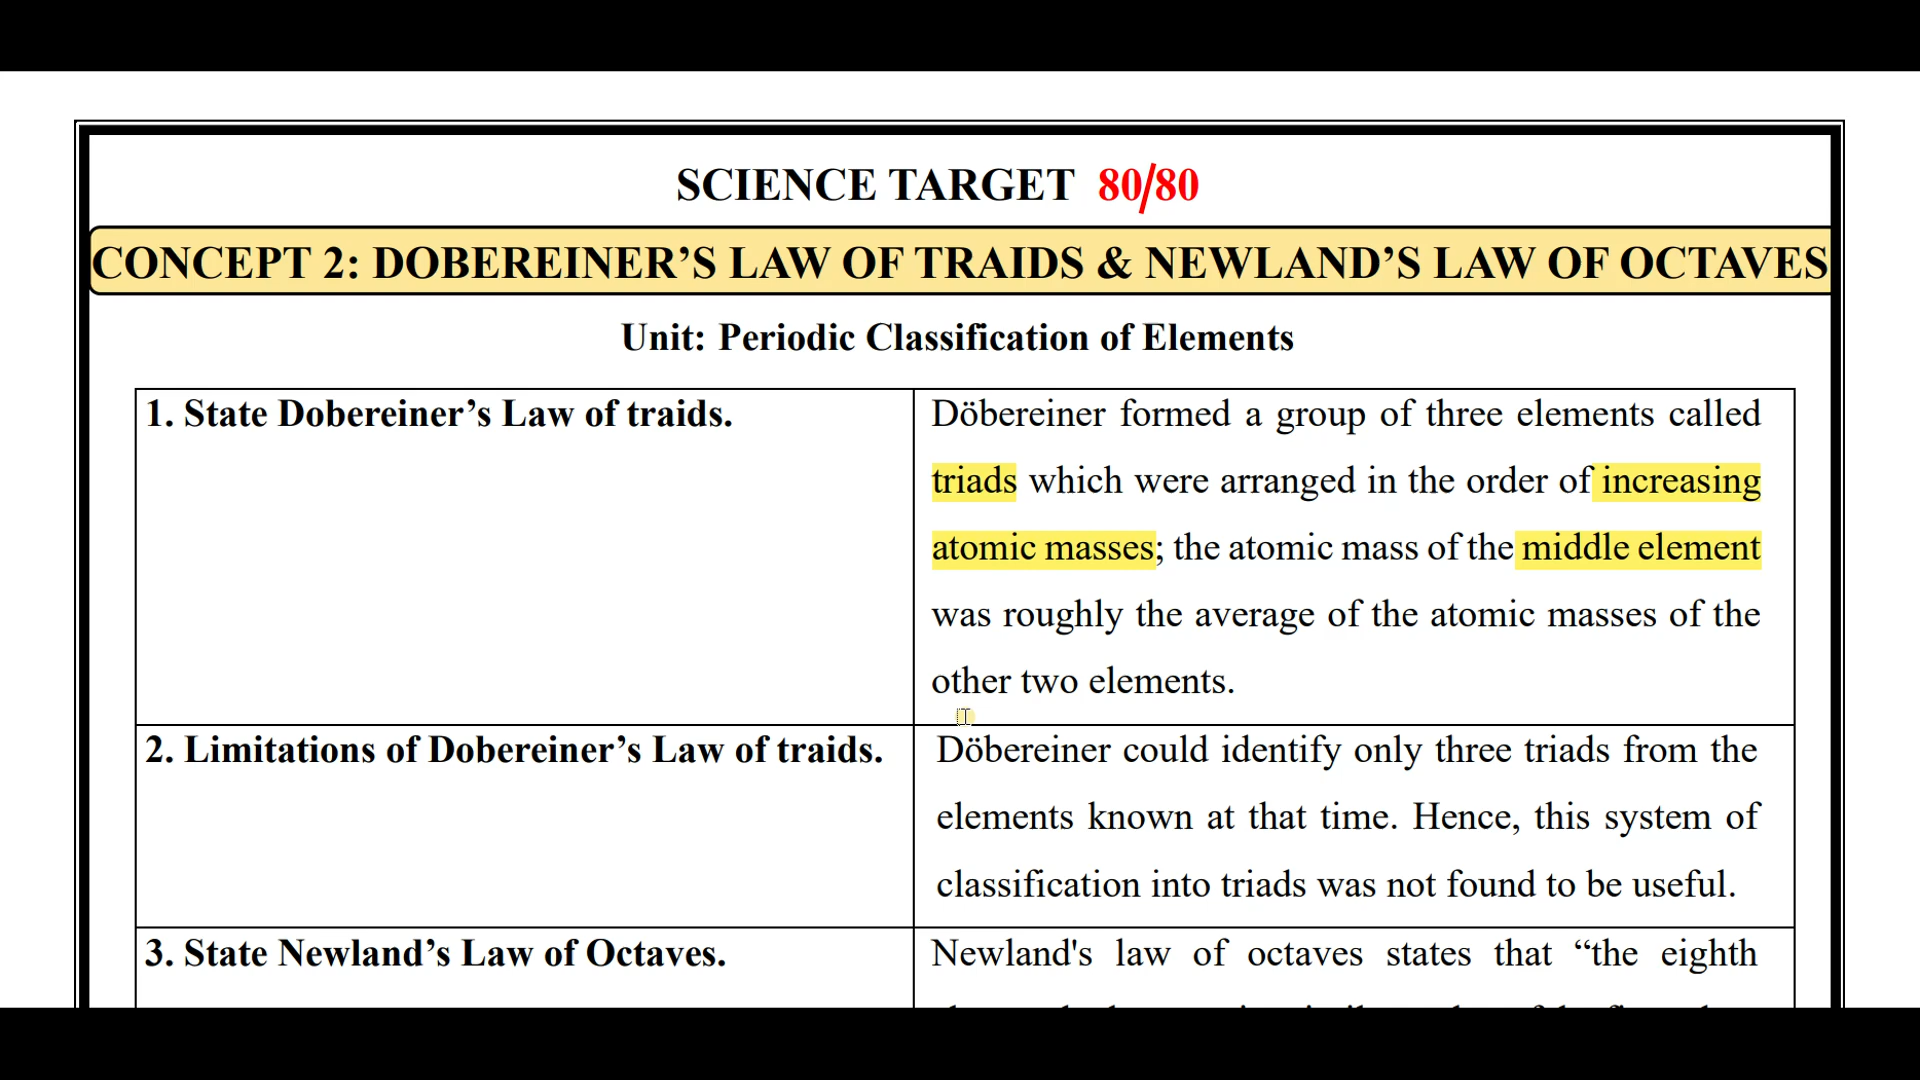 SCIENCE TARGET 80/80
CONCEPT 2: DOBEREINER’S LAW OF TRAIDS & NEWLAND’S LAW OF OCTAVES
Unit: Periodic Classification of Elements
1. State Dobereiner’s Law of traids.
Döbereiner formed a group of three elements called
triads which were arranged in the order of increasing
atomic masses; the atomic mass of the middle element
was roughly the average of the atomic masses of the
other two elements.
2. Limitations of Dobereiner’s Law of traids.
Döbereiner could identify only three triads from the
elements known at that time. Hence, this system of
classification into triads was not found to be useful.
3. State Newland’s Law of Octaves.
Newland's law of octaves states that “the eighth